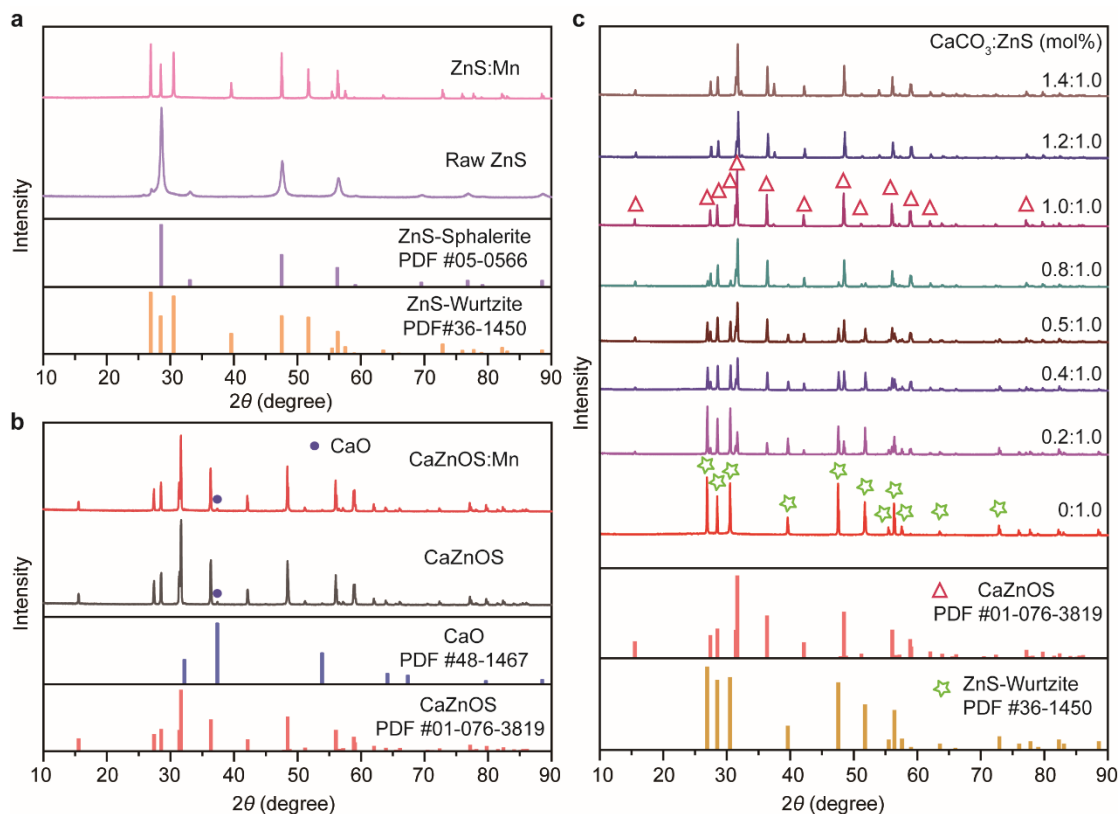 a
ZnS:Mn
Raw ZnS
ZnS-Sphalerite
PDF #05-0566
ZnS-Wurtzite
PDF#36-1450
Intensity
10 20 30 40 50 60 70 80 90
2θ (degree)
b
CaO
CaZnOS:Mn
CaZnOS
CaO
PDF #48-1467
CaZnOS
PDF #01-076-3819
Intensity
10 20 30 40 50 60 70 80 90
2θ (degree)
c
CaCO₃:ZnS (mol%)
1.4:1.0
1.2:1.0
1.0:1.0
0.8:1.0
0.5:1.0
0.4:1.0
0.2:1.0
0:1.0
CaZnOS
PDF #01-076-3819
ZnS-Wurtzite
PDF #36-1450
Intensity
10 20 30 40 50 60 70 80 90
2θ (degree)